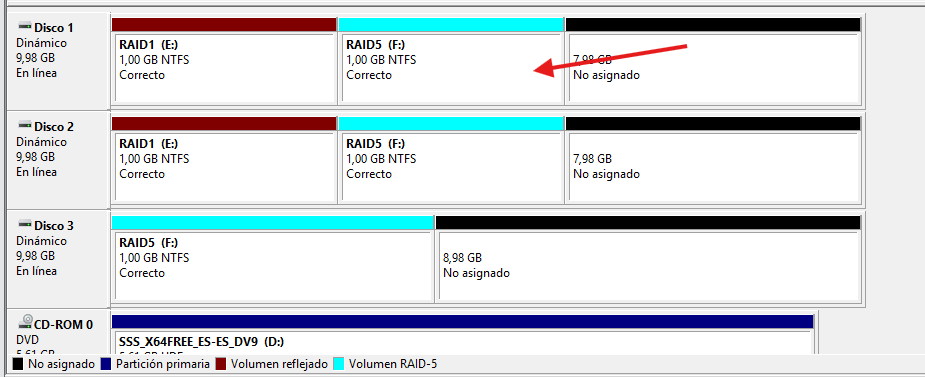 Disco 1
Dinámico
9,98 GB
En línea
RAID1 (E:)
1,00 GB NTFS
Correcto
RAID5 (F:)
1,00 GB NTFS
Correcto
7,98 GB
No asignado
Disco 2
Dinámico
9,98 GB
En línea
RAID1 (E:)
1,00 GB NTFS
Correcto
RAID5 (F:)
1,00 GB NTFS
Correcto
7,98 GB
No asignado
Disco 3
Dinámico
9,98 GB
En línea
RAID5 (F:)
1,00 GB NTFS
Correcto
8,98 GB
No asignado
CD-ROM 0
DVD
5,61 GB
SSS_X64FREE_ES-ES_DV9 (D:)
5,61 GB UDF
No asignado
Partición primaria
Volumen reflejado
Volumen RAID-5